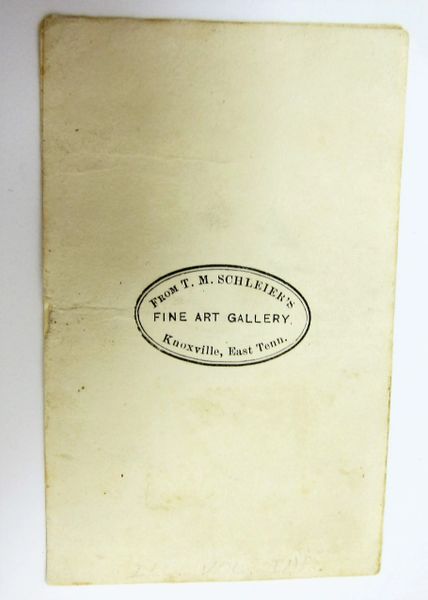 FROM T. M. SCHLEIER'S
FINE ART GALLERY,
Knoxville, East Tenn.